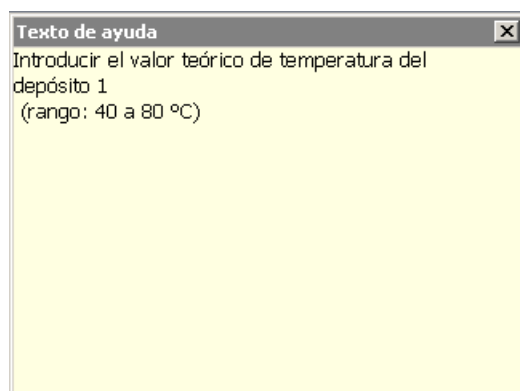 Texto de ayuda
Introducir el valor teórico de temperatura del
depósito 1
(rango: 40 a 80 ºC)